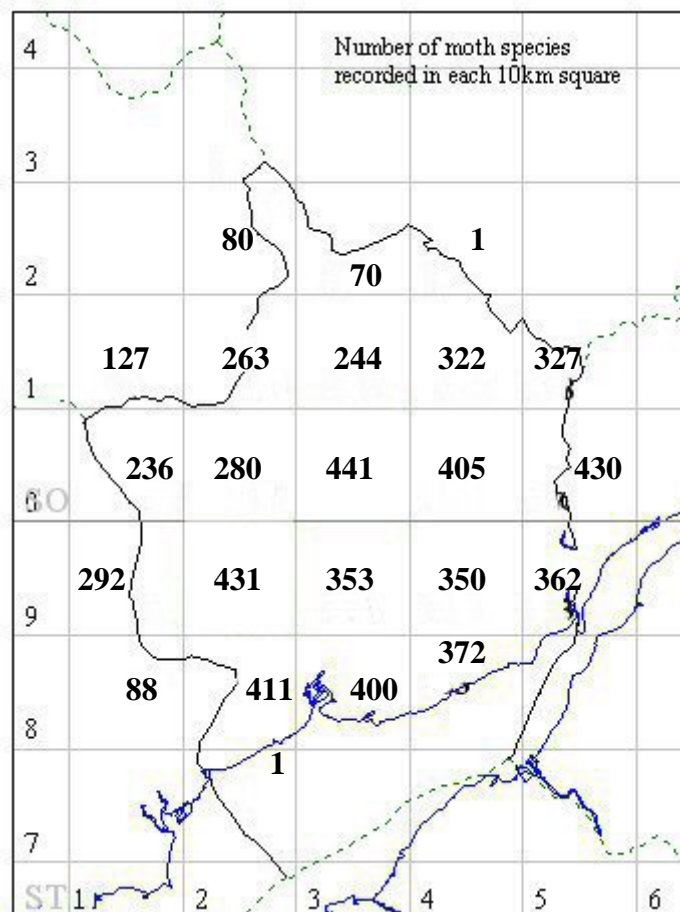 4
Number of moth species
recorded in each 10km square
3
80
1
2
70
127 263 244 322 327
1
236 280 441 405 430
SO
292 431 353 350 362
9
372
88 411 400
8
1
7
ST 1 2 3 4 5 6